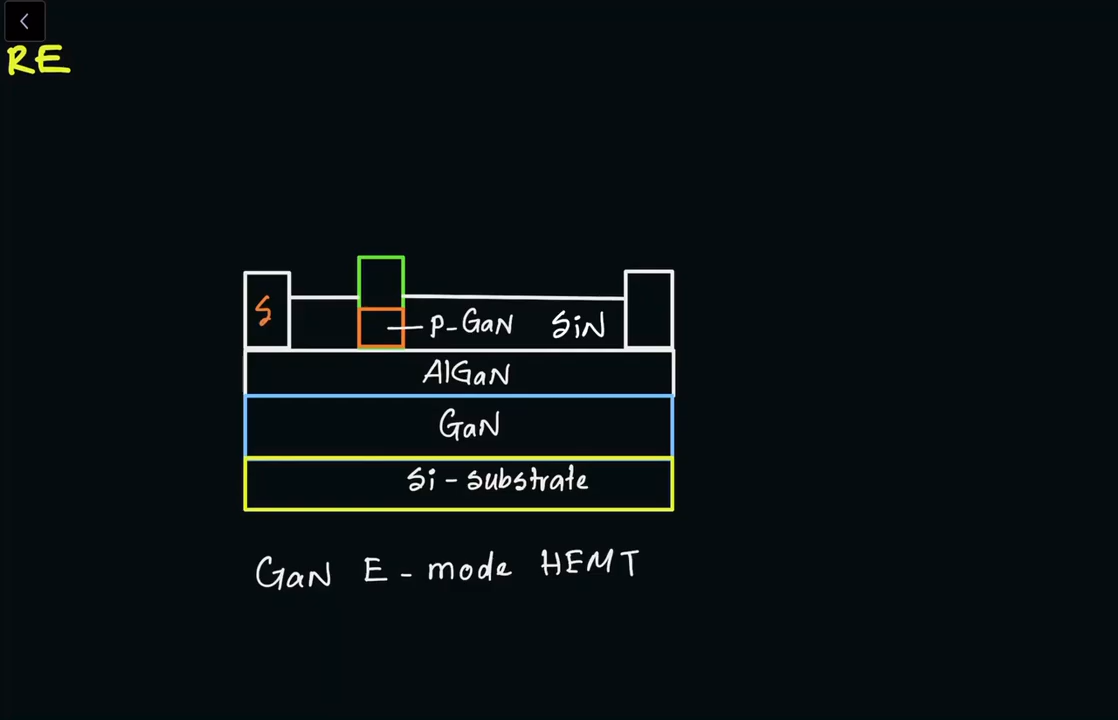 RE
S
p-GaN SiN
AlGaN
GaN
Si - substrate
GaN E - mode HEMT